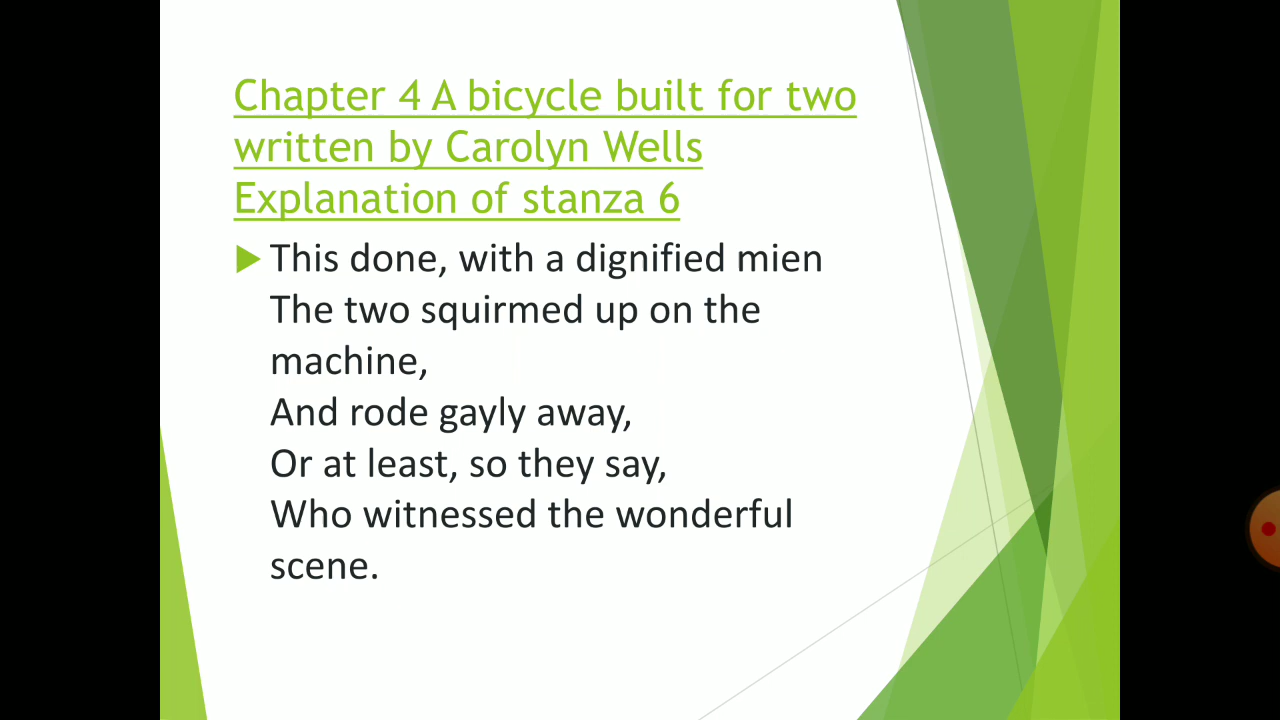 Chapter 4 A bicycle built for two
written by Carolyn Wells
Explanation of stanza 6
This done, with a dignified mien
The two squirmed up on the
machine,
And rode gayly away,
Or at least, so they say,
Who witnessed the wonderful
scene.